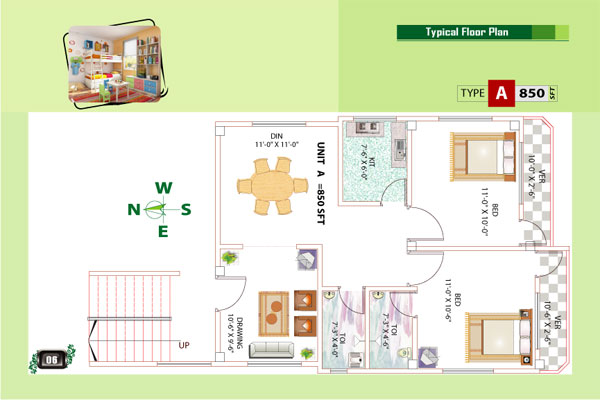 Typical Floor Plan
TYPE A 850 SFT
DIN
11'-0" X 11'-0"
UNIT A =850 SFT
KIT
7'-6" X 6'-0"
BED
11'-0" X 10'-0"
VER
10'-0" X 2'-6"
W
N S
E
BED
11'-0" X 10'-6"
VER
10'-6" X 2'-6"
DRAWING
10'-6" X 9'-6"
TOI
7'-3" X 4'-0"
TOI
7'-3" X 4'-6"
UP
06